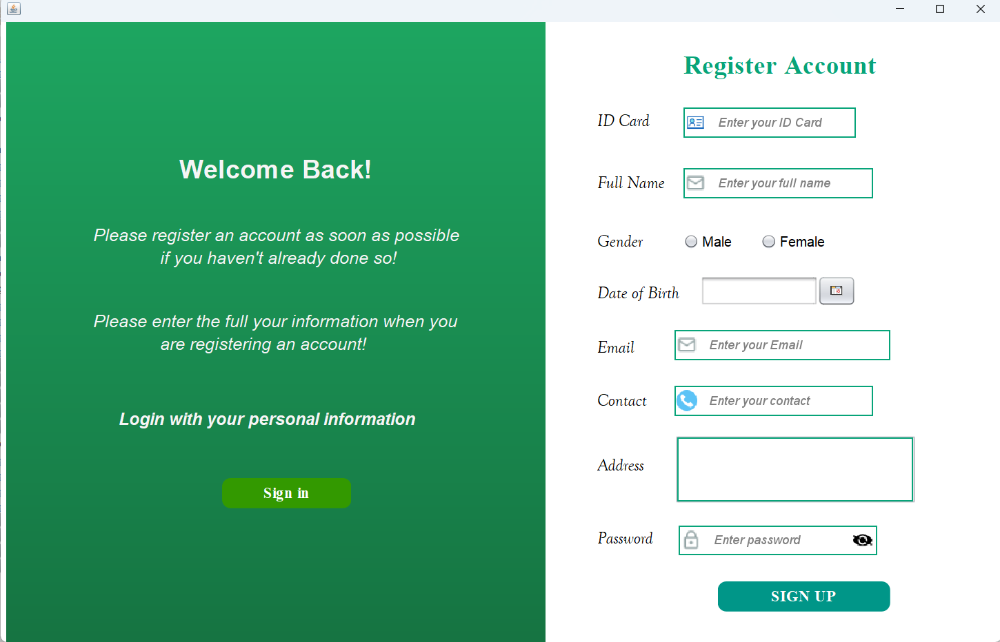 Welcome Back!
Please register an account as soon as possible
if you haven't already done so!
Please enter the full your information when you
are registering an account!
Login with your personal information
Sign in
Register Account
ID Card
Enter your ID Card
Full Name
Enter your full name
Gender
Male
Female
Date of Birth
Email
Enter your Email
Contact
Enter your contact
Address
Password
Enter password
SIGN UP